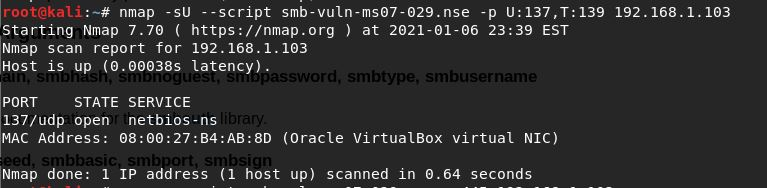 root@kali:~# nmap -sU --script smb-vuln-ms07-029.nse -p U:137,T:139 192.168.1.103
Starting Nmap 7.70 ( https://nmap.org ) at 2021-01-06 23:39 EST
Nmap scan report for 192.168.1.103
Host is up (0.00038s latency).
ain, smbhash, smbnoguest, smbpassword, smbtype, smbusername
PORT    STATE SERVICE
137/udp open  netbios-ns
library.
MAC Address: 08:00:27:B4:AB:8D (Oracle VirtualBox virtual NIC)
seed, smbbasic, smbport, smbsign
Nmap done: 1 IP address (1 host up) scanned in 0.64 seconds